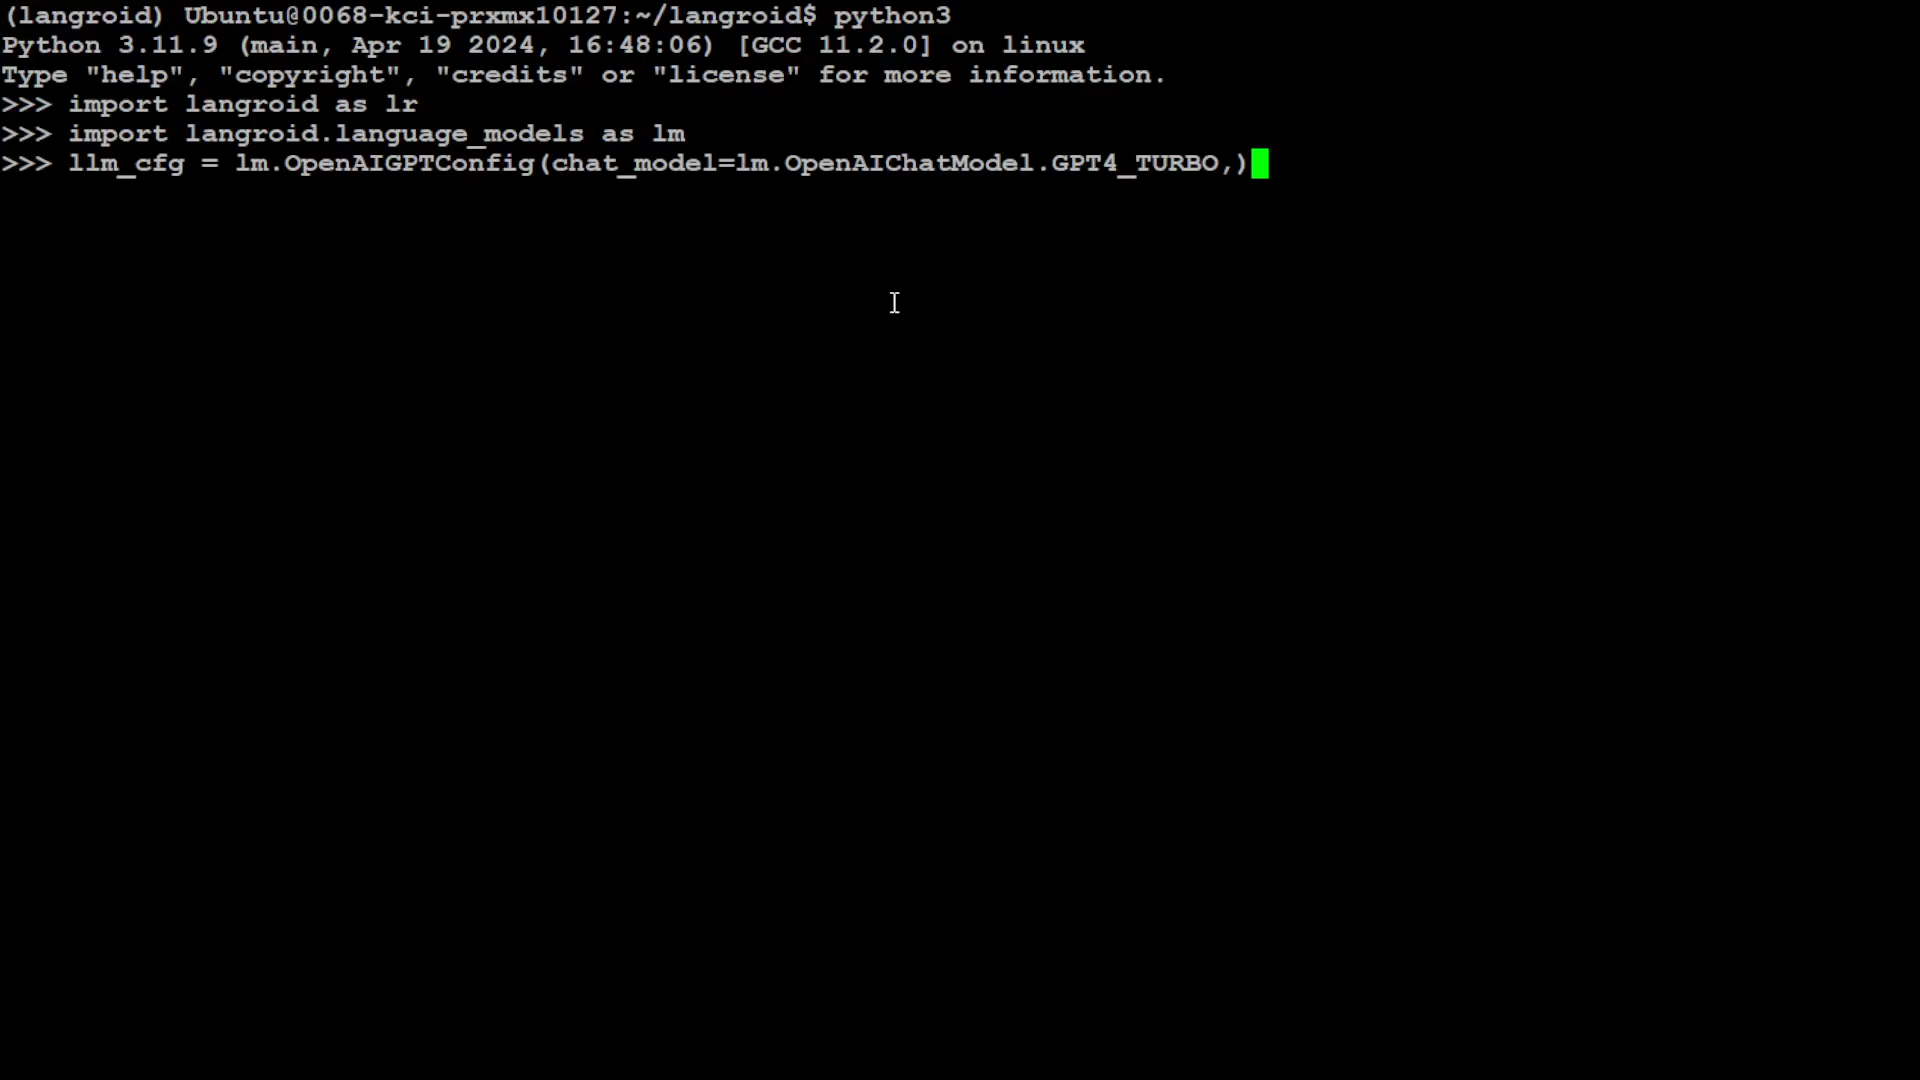 (langroid) Ubuntu@0068-kci-prxmx10127:~/langroid$ python3
Python 3.11.9 (main, Apr 19 2024, 16:48:06) [GCC 11.2.0] on linux
Type "help", "copyright", "credits" or "license" for more information.
>>> import langroid as lr
>>> import langroid.language_models as lm
>>> llm_cfg = lm.OpenAIGPTConfig(chat_model=lm.OpenAIChatModel.GPT4_TURBO,)